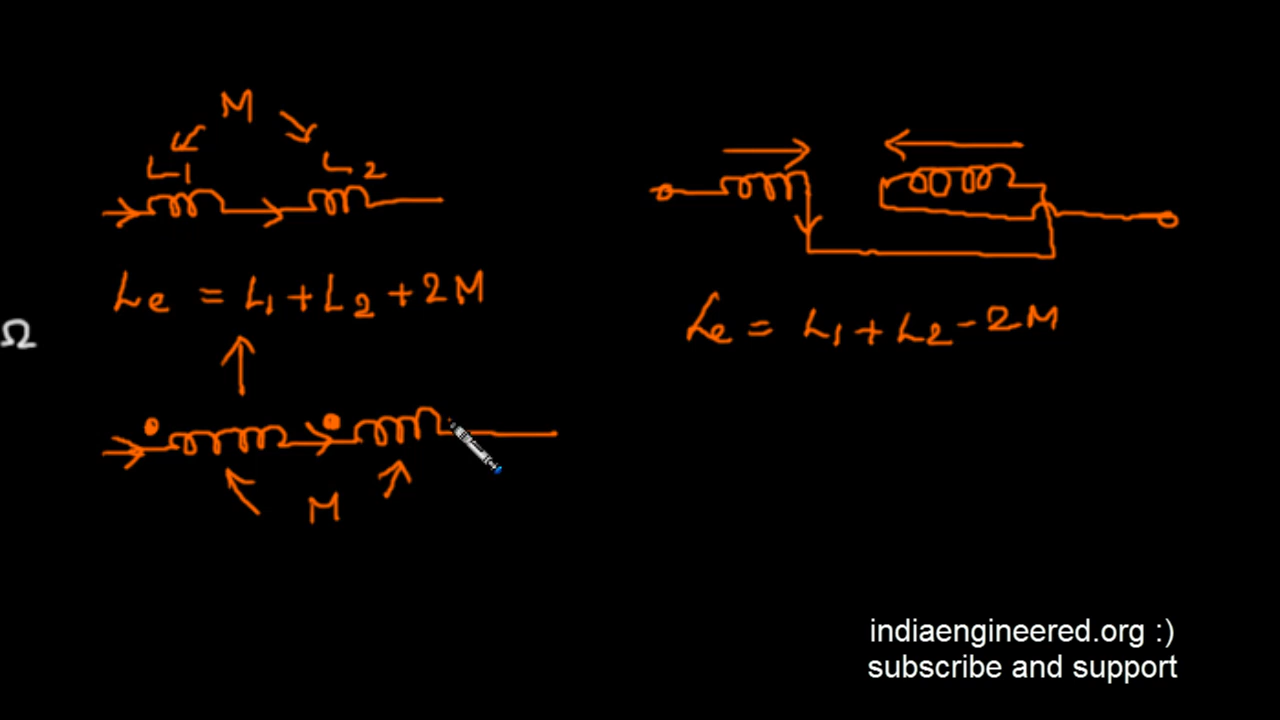 M
L1 L2
Le = L1 + L2 + 2M
Ω
M
Le = L1 + L2 - 2M
indiaengineered.org :)
subscribe and support